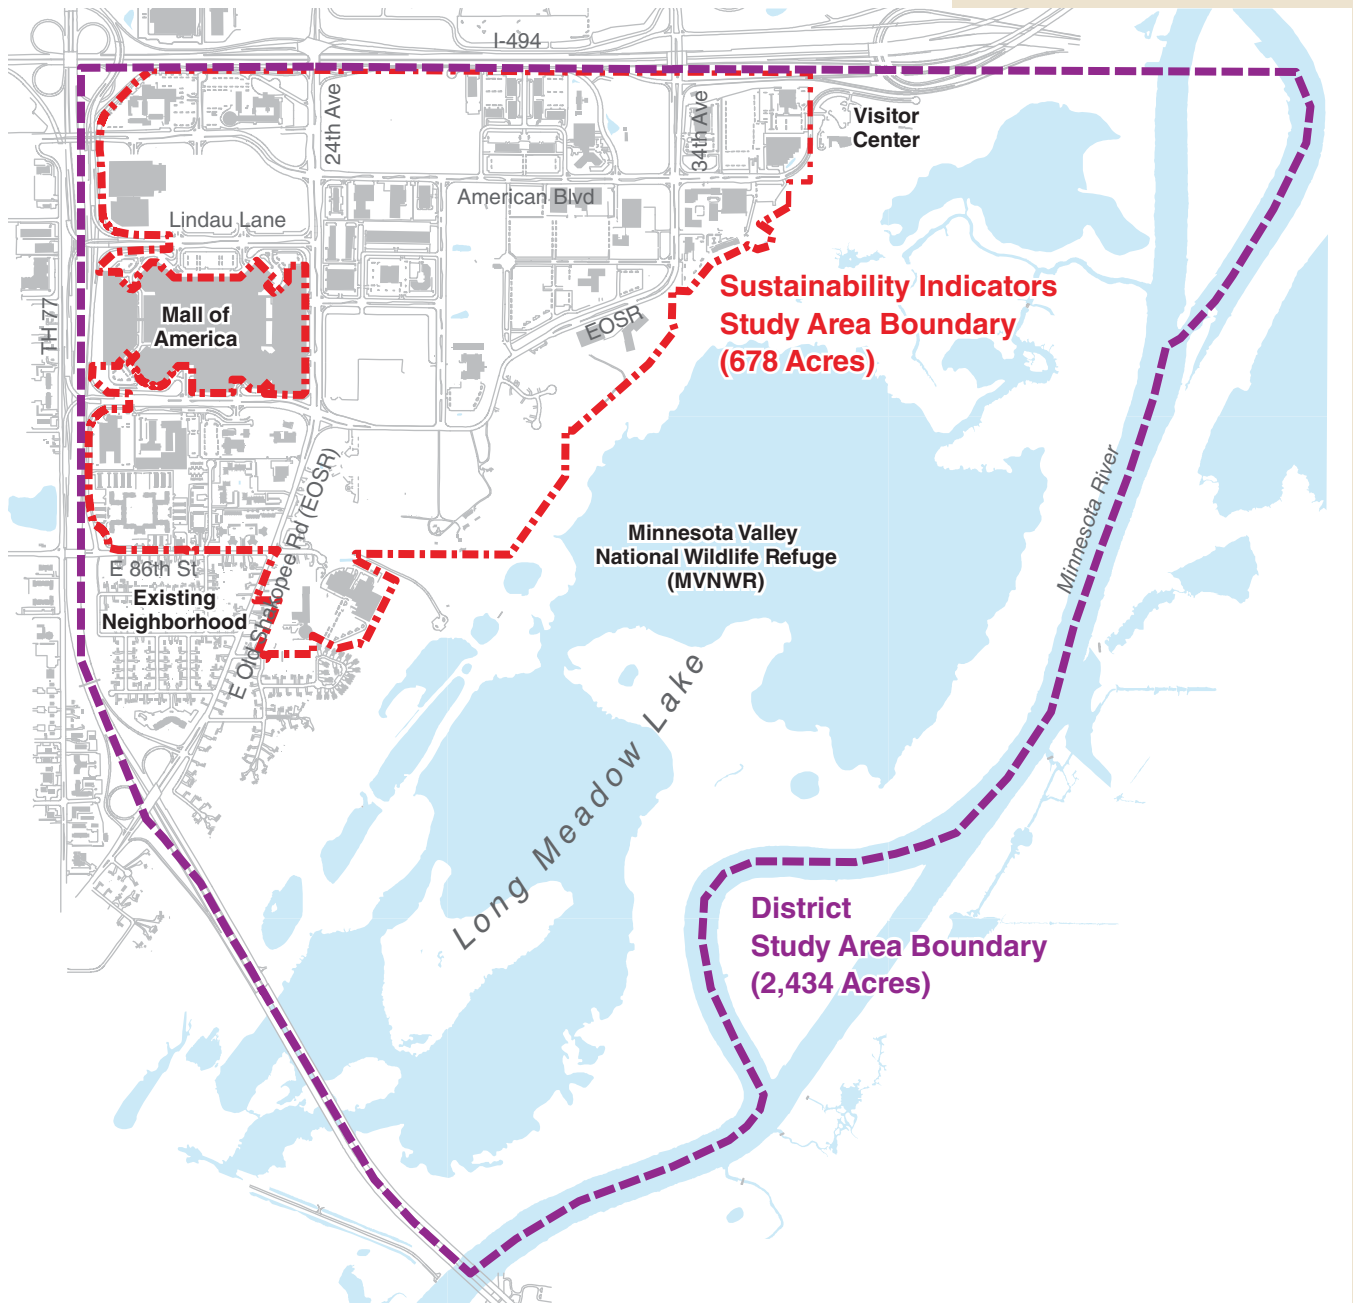 I-494
24th Ave
34th Ave
Visitor
Center
American Blvd
Lindau Lane
Sustainability Indicators
Study Area Boundary
(678 Acres)
Mall of
America
TH 77
EOSR
E Old Shakopee Rd (EOSR)
Minnesota River
Minnesota Valley
National Wildlife Refuge
(MVNWR)
E 86th St
Existing
Neighborhood
Long Meadow Lake
District
Study Area Boundary
(2,434 Acres)